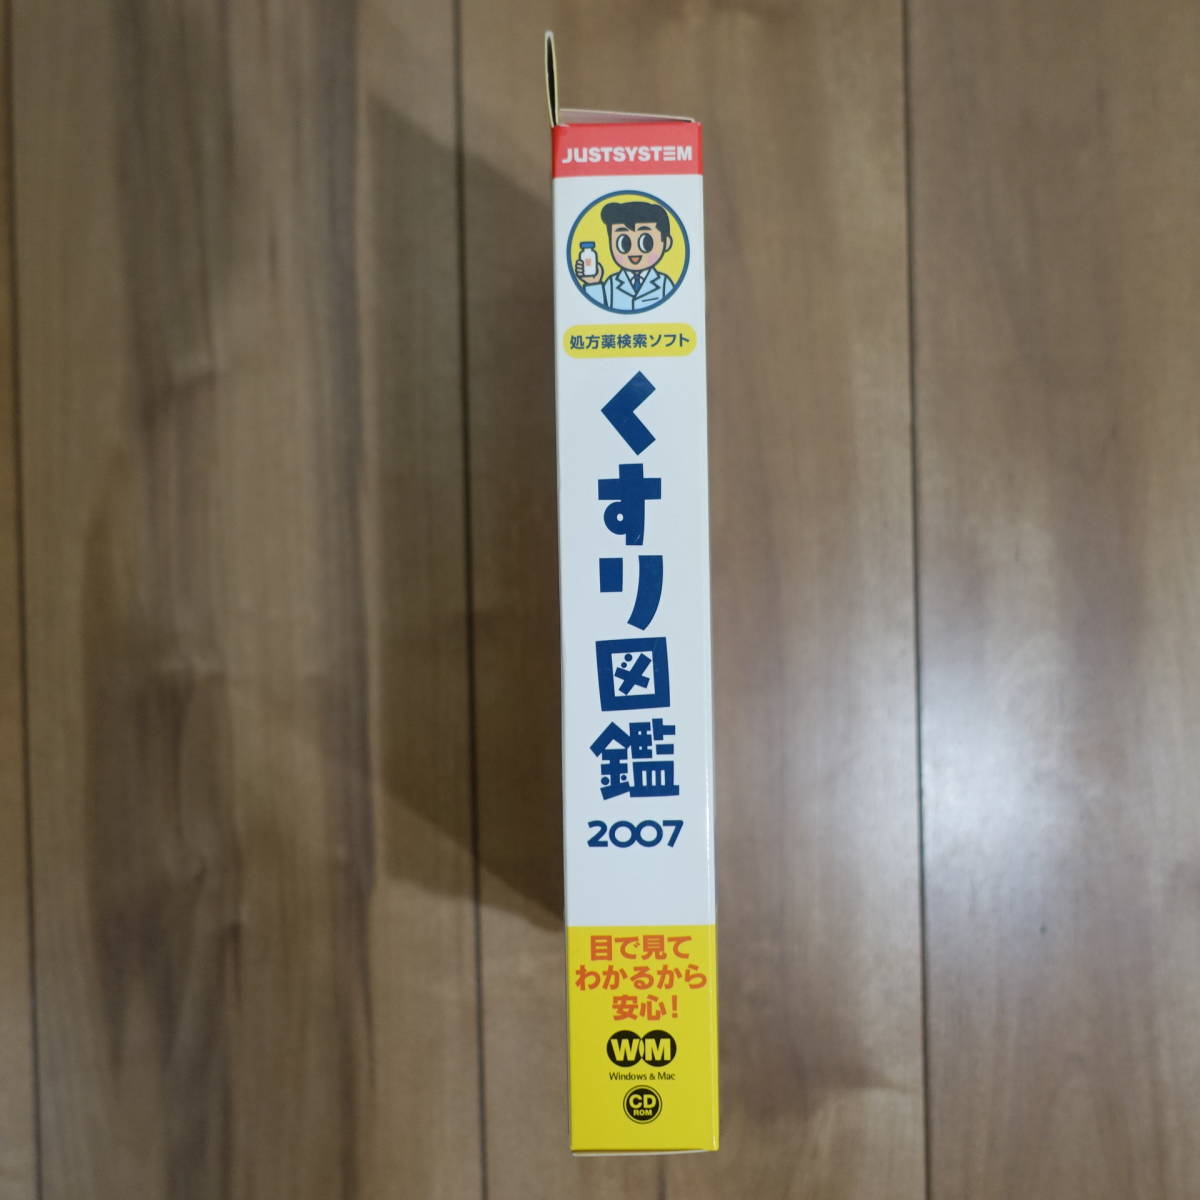 JUSTSYSTEM
処方薬検索ソフト
くすり図鑑
2007
目で見て
わかるから
安心!
WM
Windows & Mac
CD
ROM